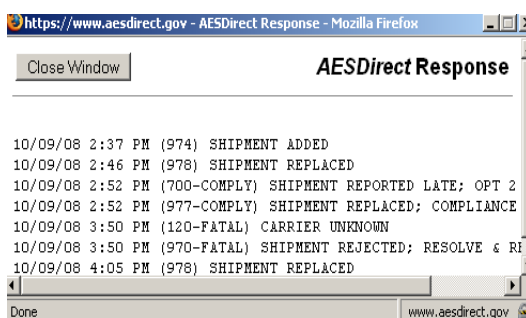 https://www.aesdirect.gov - AESDirect Response - Mozilla Firefox
Close Window
AESDirect Response
10/09/08 2:37 PM (974) SHIPMENT ADDED
10/09/08 2:46 PM (978) SHIPMENT REPLACED
10/09/08 2:52 PM (700-COMPLY) SHIPMENT REPORTED LATE; OPT 2
10/09/08 2:52 PM (977-COMPLY) SHIPMENT REPLACED; COMPLIANCE
10/09/08 3:50 PM (120-FATAL) CARRIER UNKNOWN
10/09/08 3:50 PM (970-FATAL) SHIPMENT REJECTED; RESOLVE &
10/09/08 4:05 PM (978) SHIPMENT REPLACED
Done
www.aesdirect.gov